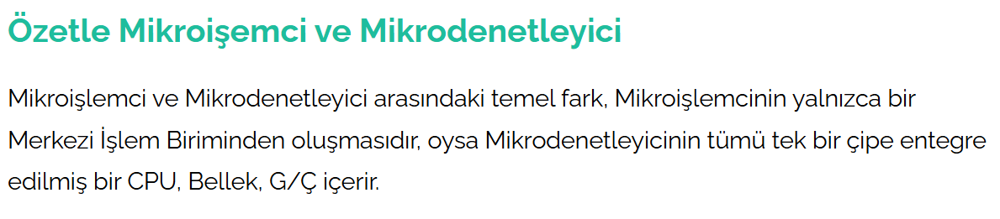 Özetle Mikroişemci ve Mikrodenetleyici
Mikroişlemci ve Mikrodenetleyici arasındaki temel fark, Mikroişlemcinin yalnızca bir
Merkezi İşlem Biriminden oluşmasıdır, oysa Mikrodenetleyicinin tümü tek bir çipe entegre
edilmiş bir CPU, Bellek, G/Ç içerir.